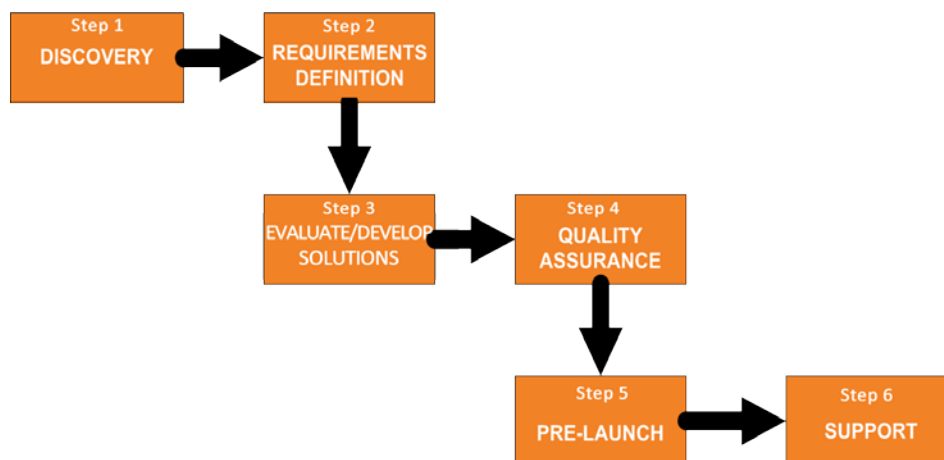 Step 1
DISCOVERY
Step 2
REQUIREMENTS
DEFINITION
Step 3
EVALUATE/DEVELOP
SOLUTIONS
Step 4
QUALITY
ASSURANCE
Step 5
PRE-LAUNCH
Step 6
SUPPORT